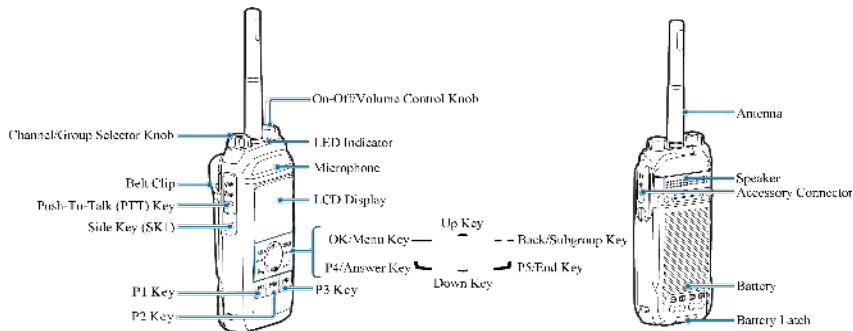 On-Off/Volume Control Knob
Channel/Group Selector Knob
LED Indicator
Microphone
Belt Clip
Push-To-Talk (PTT) Key
LCD Display
Side Key (SK1)
Up Key
OK/Menu Key
Back/Subgroup Key
P4/Answer Key
P5/End Key
Down Key
P1 Key
P3 Key
P2 Key
Antenna
Speaker
Accessory Connector
Battery
Battery Latch